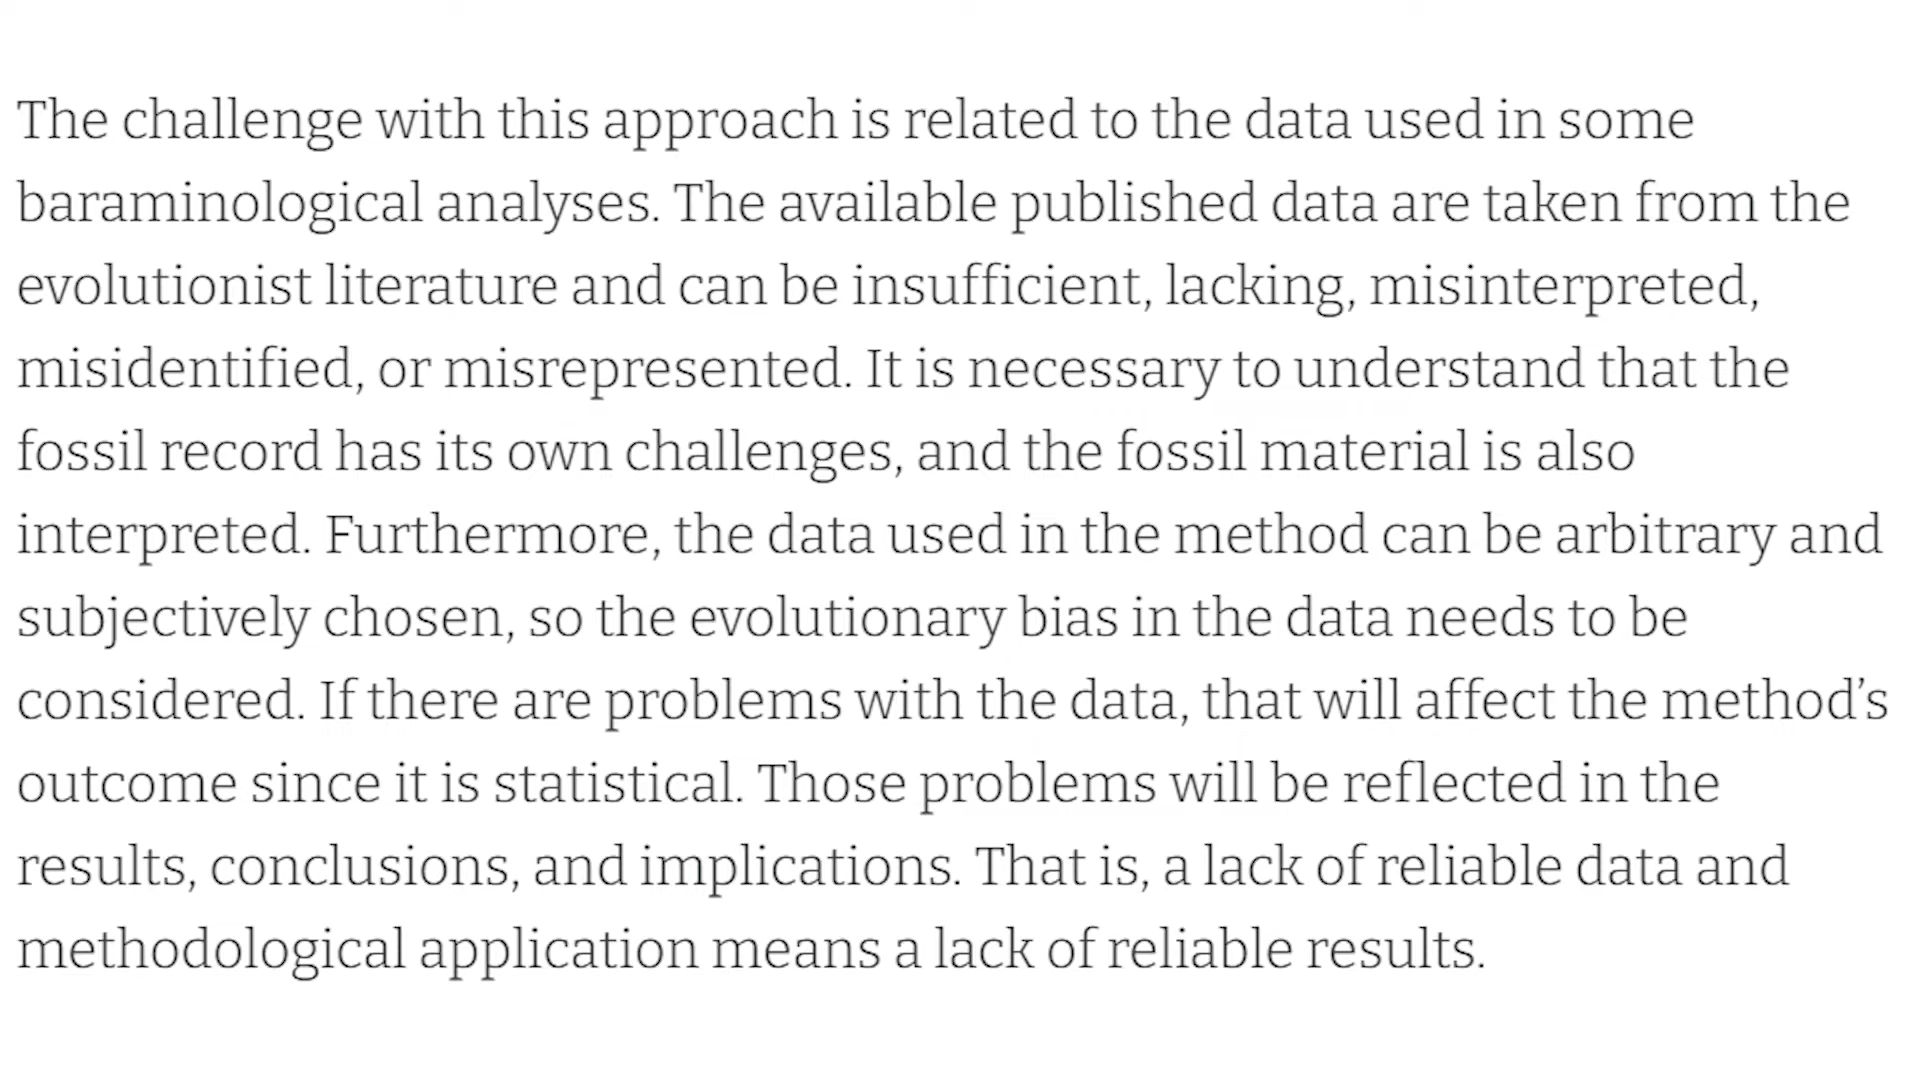 The challenge with this approach is related to the data used in some
baraminological analyses. The available published data are taken from the
evolutionist literature and can be insufficient, lacking, misinterpreted,
misidentified, or misrepresented. It is necessary to understand that the
fossil record has its own challenges, and the fossil material is also
interpreted. Furthermore, the data used in the method can be arbitrary and
subjectively chosen, so the evolutionary bias in the data needs to be
considered. If there are problems with the data, that will affect the method’s
outcome since it is statistical. Those problems will be reflected in the
results, conclusions, and implications. That is, a lack of reliable data and
methodological application means a lack of reliable results.